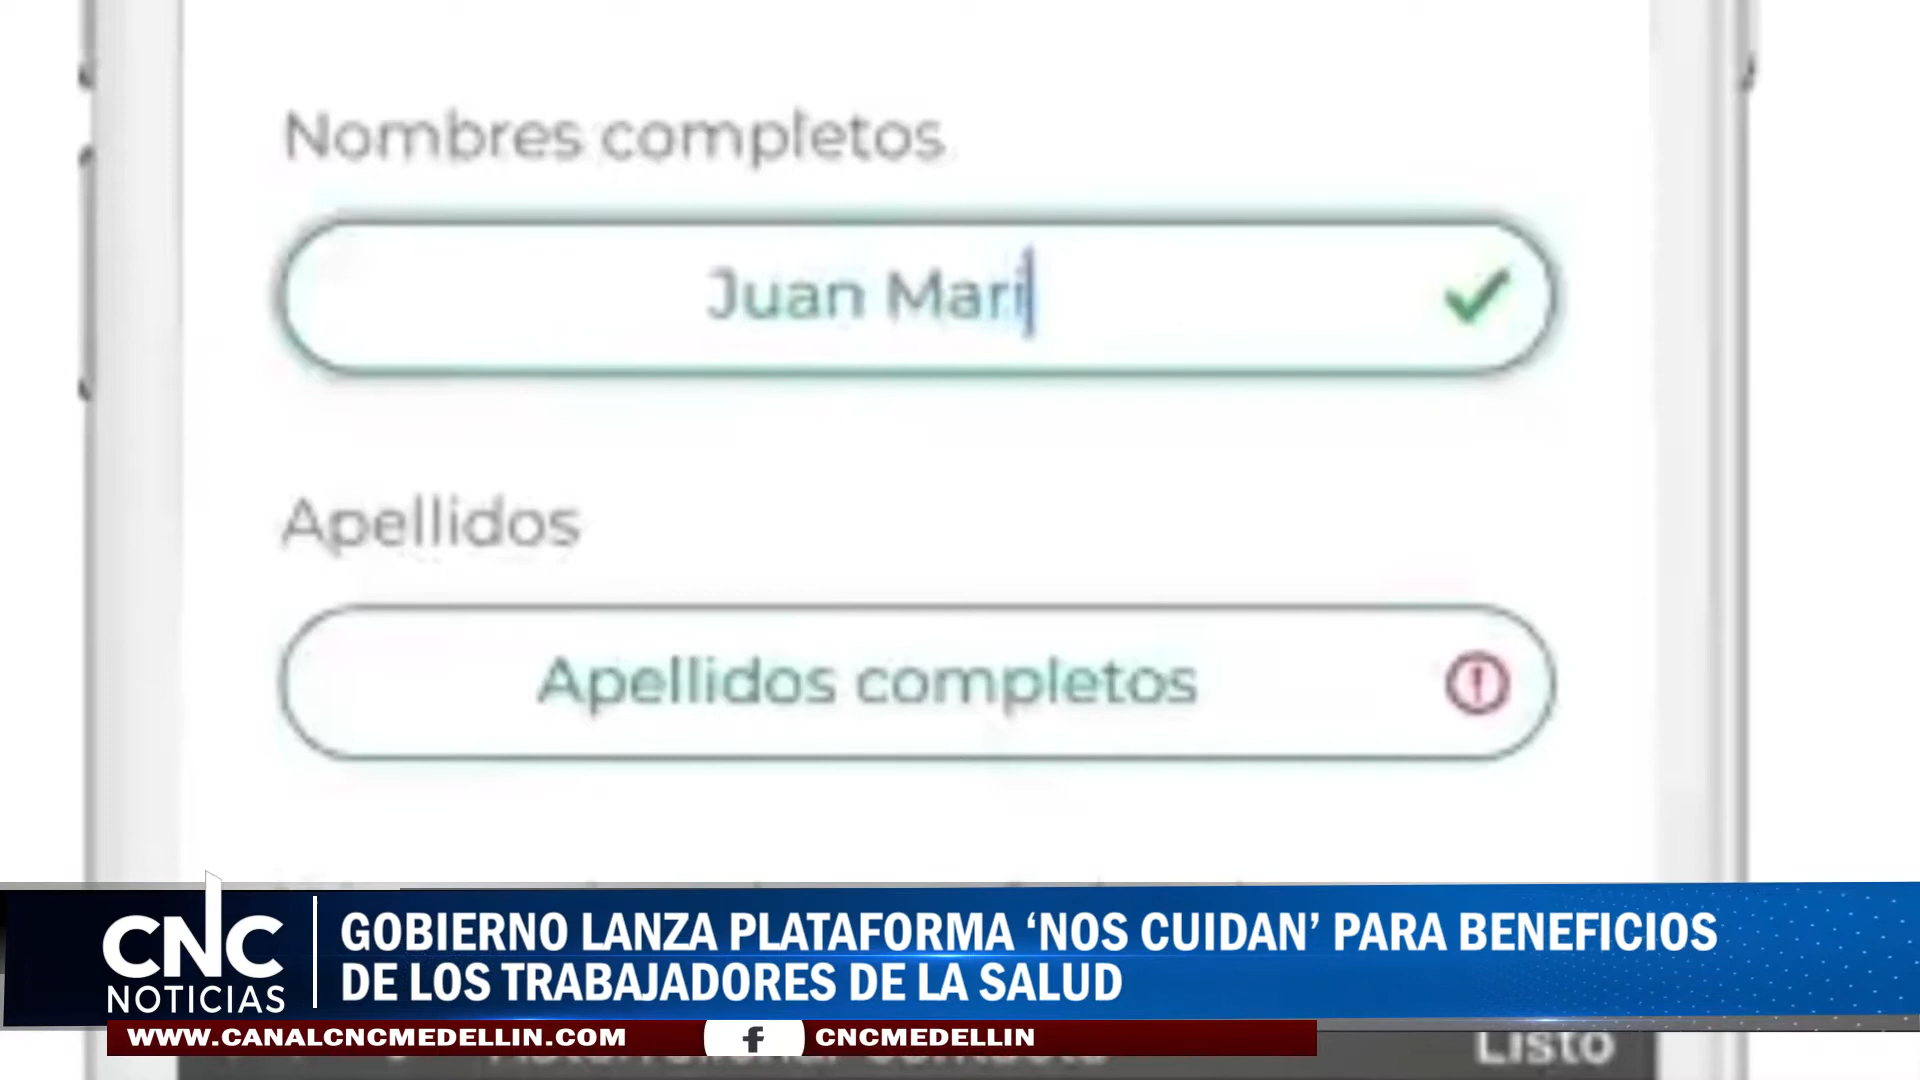 Nombres completos
Juan Mari
Apellidos
Apellidos completos
CNC
NOTICIAS
GOBIERNO LANZA PLATAFORMA ‘NOS CUIDAN’ PARA BENEFICIOS
DE LOS TRABAJADORES DE LA SALUD
WWW.CANALCNCMEDELLIN.COM
f
CNCMEDELLIN
Listo